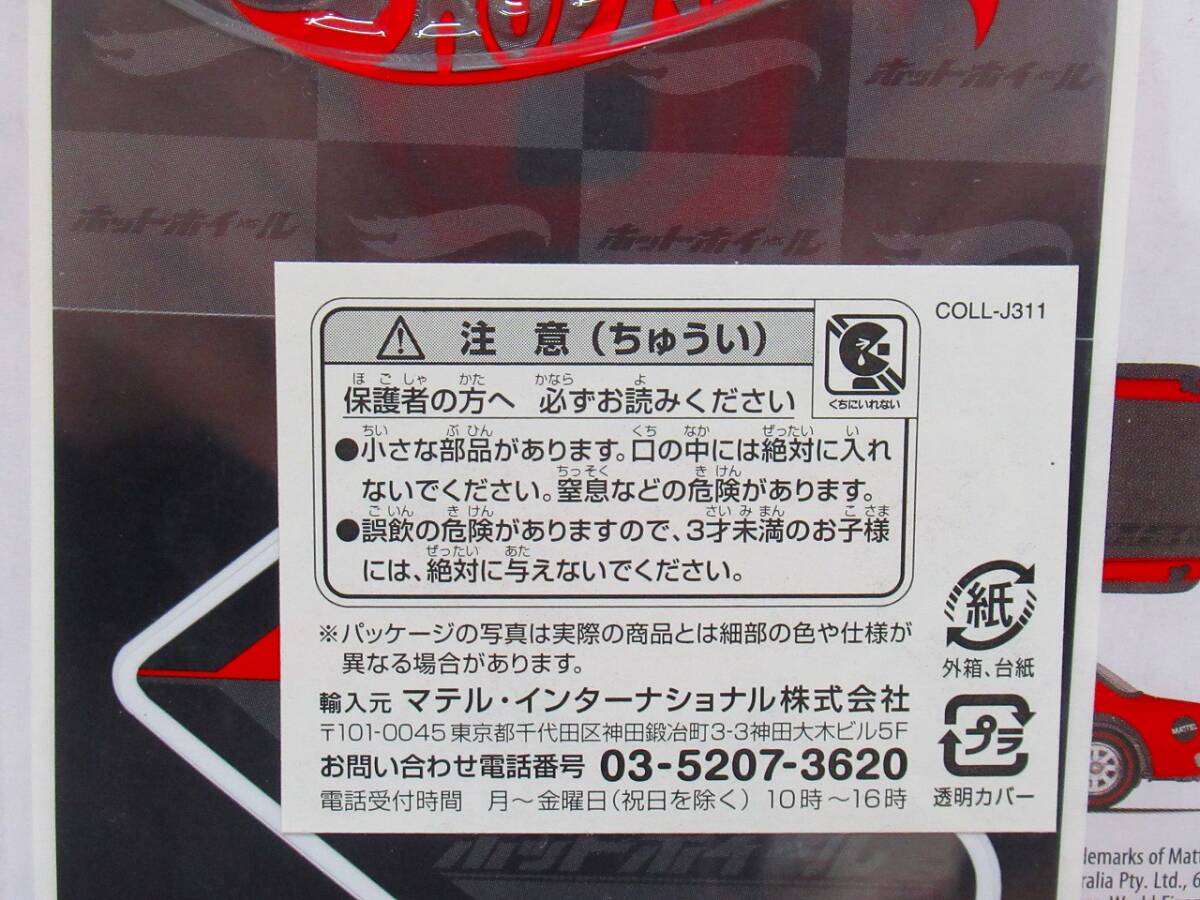 ホットホイール
ホットホイール
ホットホイール
COLL-J311
⚠ 注 意(ちゅうい)
くちにいれない
ほごしゃ かた かなら よ
保護者の方へ 必ずお読みください
ちい ぶひん くち なか ぜったい い
●小さな部品があります。口の中には絶対に入れ
ちっそく きけん
ないでください。窒息などの危険があります。
ごいん きけん さいみまん こさま
●誤飲の危険がありますので、3才未満のお子様
ぜったい あた
には、絶対に与えないでください。
※パッケージの写真は実際の商品とは細部の色や仕様が
異なる場合があります。
輸入元 マテル・インターナショナル株式会社
〒101-0045 東京都千代田区神田鍛冶町3-3神田大木ビル5F
お問い合わせ電話番号 03-5207-3620
電話受付時間 月~金曜日(祝日を除く)10時~16時
紙
外箱、台紙
プラ
透明カバー
MATTEL
ホットホイール
lemarks of Matt
ralia Pty. Ltd., 6